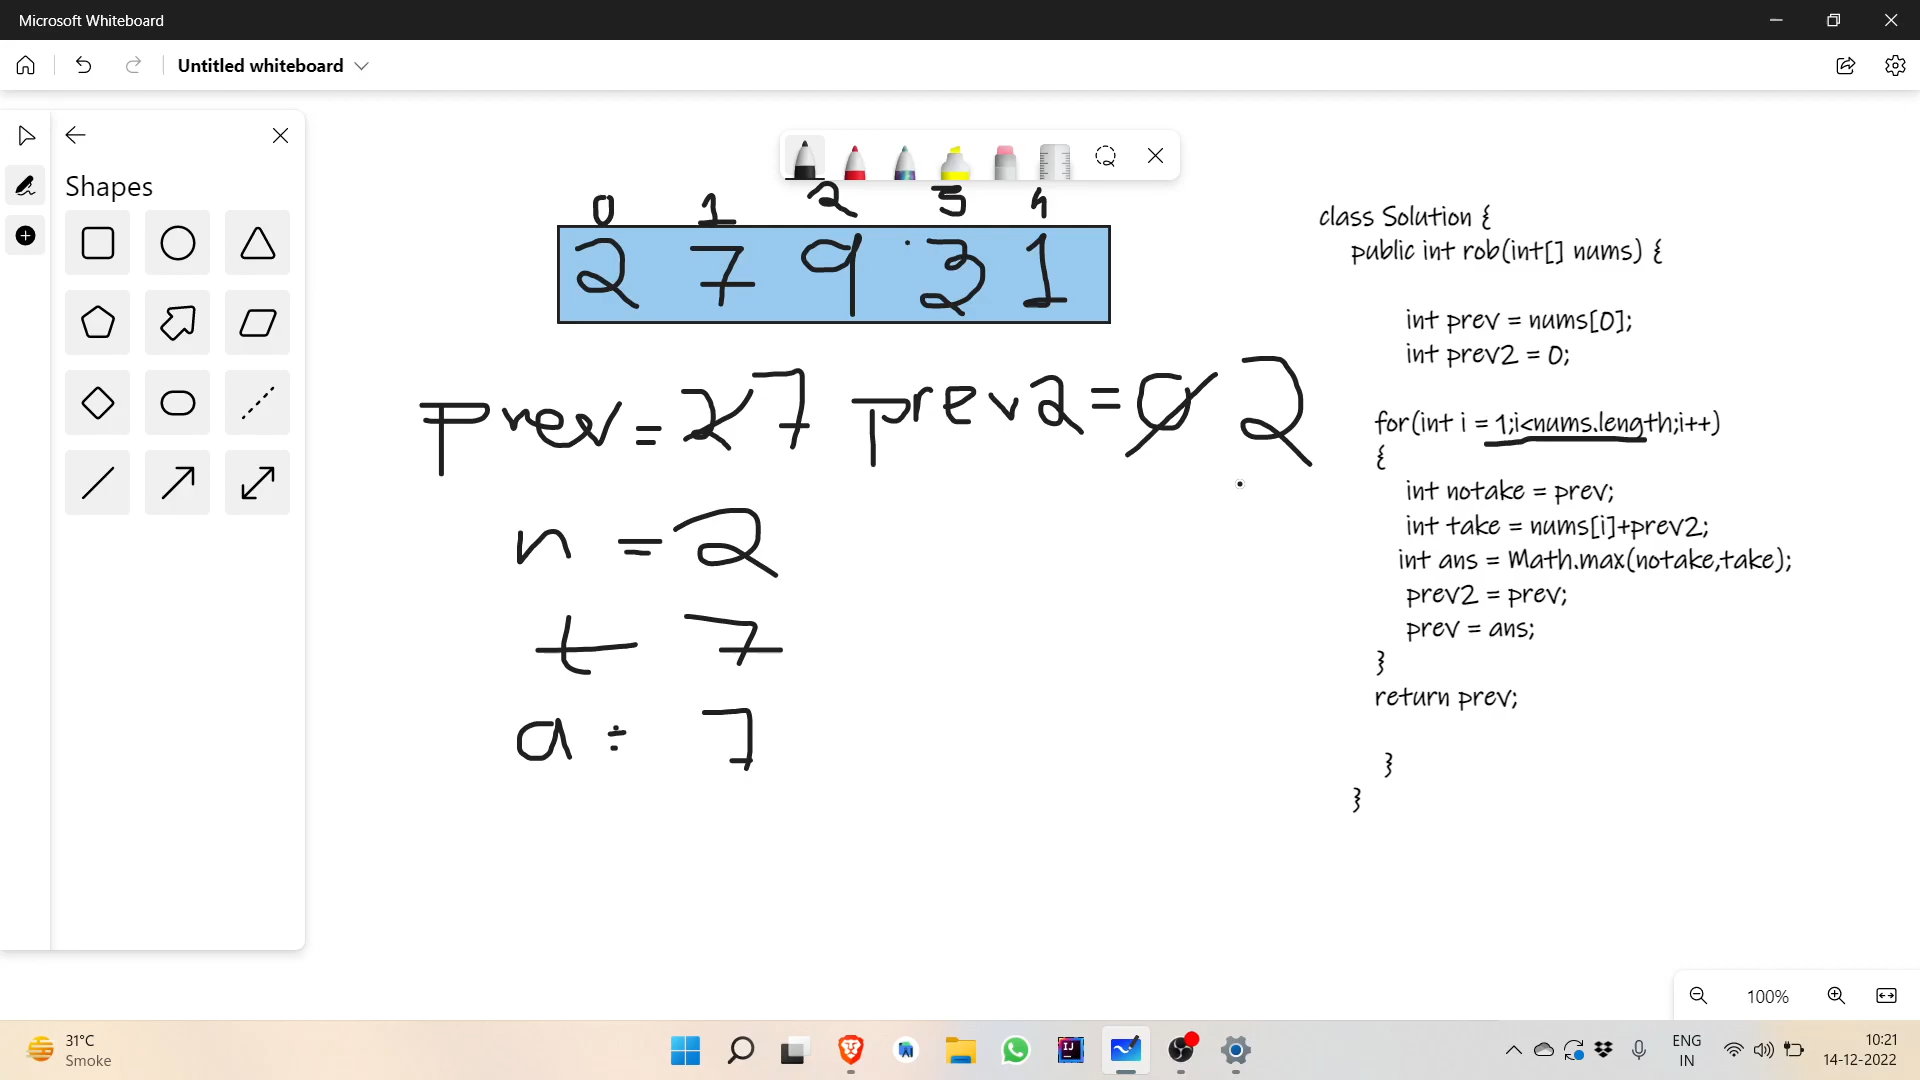 Microsoft Whiteboard
Untitled whiteboard
Shapes
0 1 2 3 4
2 7 9 3 1
prev = 2 7 prev2 = 0 2
n = 2
t 7
a : 7
class Solution {
public int rob(int[] nums) {
int prev = nums[0];
int prev2 = 0;
for(int i = 1;i<nums.length;i++)
{
int notake = prev;
int take = nums[i]+prev2;
int ans = Math.max(notake,take);
prev2 = prev;
prev = ans;
}
return prev;
}
}
100%
31°C
Smoke
ENG
IN
10:21
14-12-2022